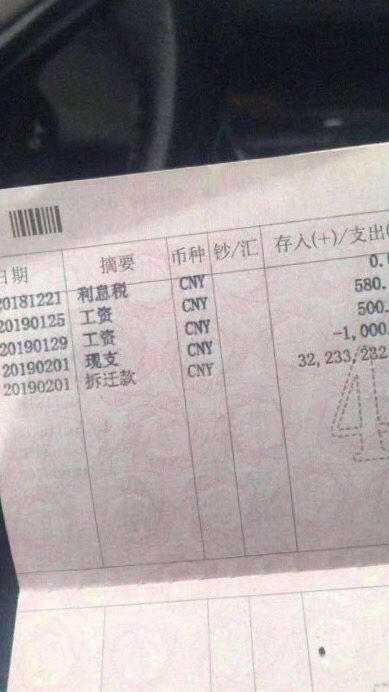 日期 摘要 币种 钞/汇 存入(+)/支出(
20181221 利息税 CNY 0.
20190125 工资 CNY 580.
20190129 工资 CNY 500.
20190201 现支 CNY -1,000.
20190201 拆迁款 CNY 32,233,232
4